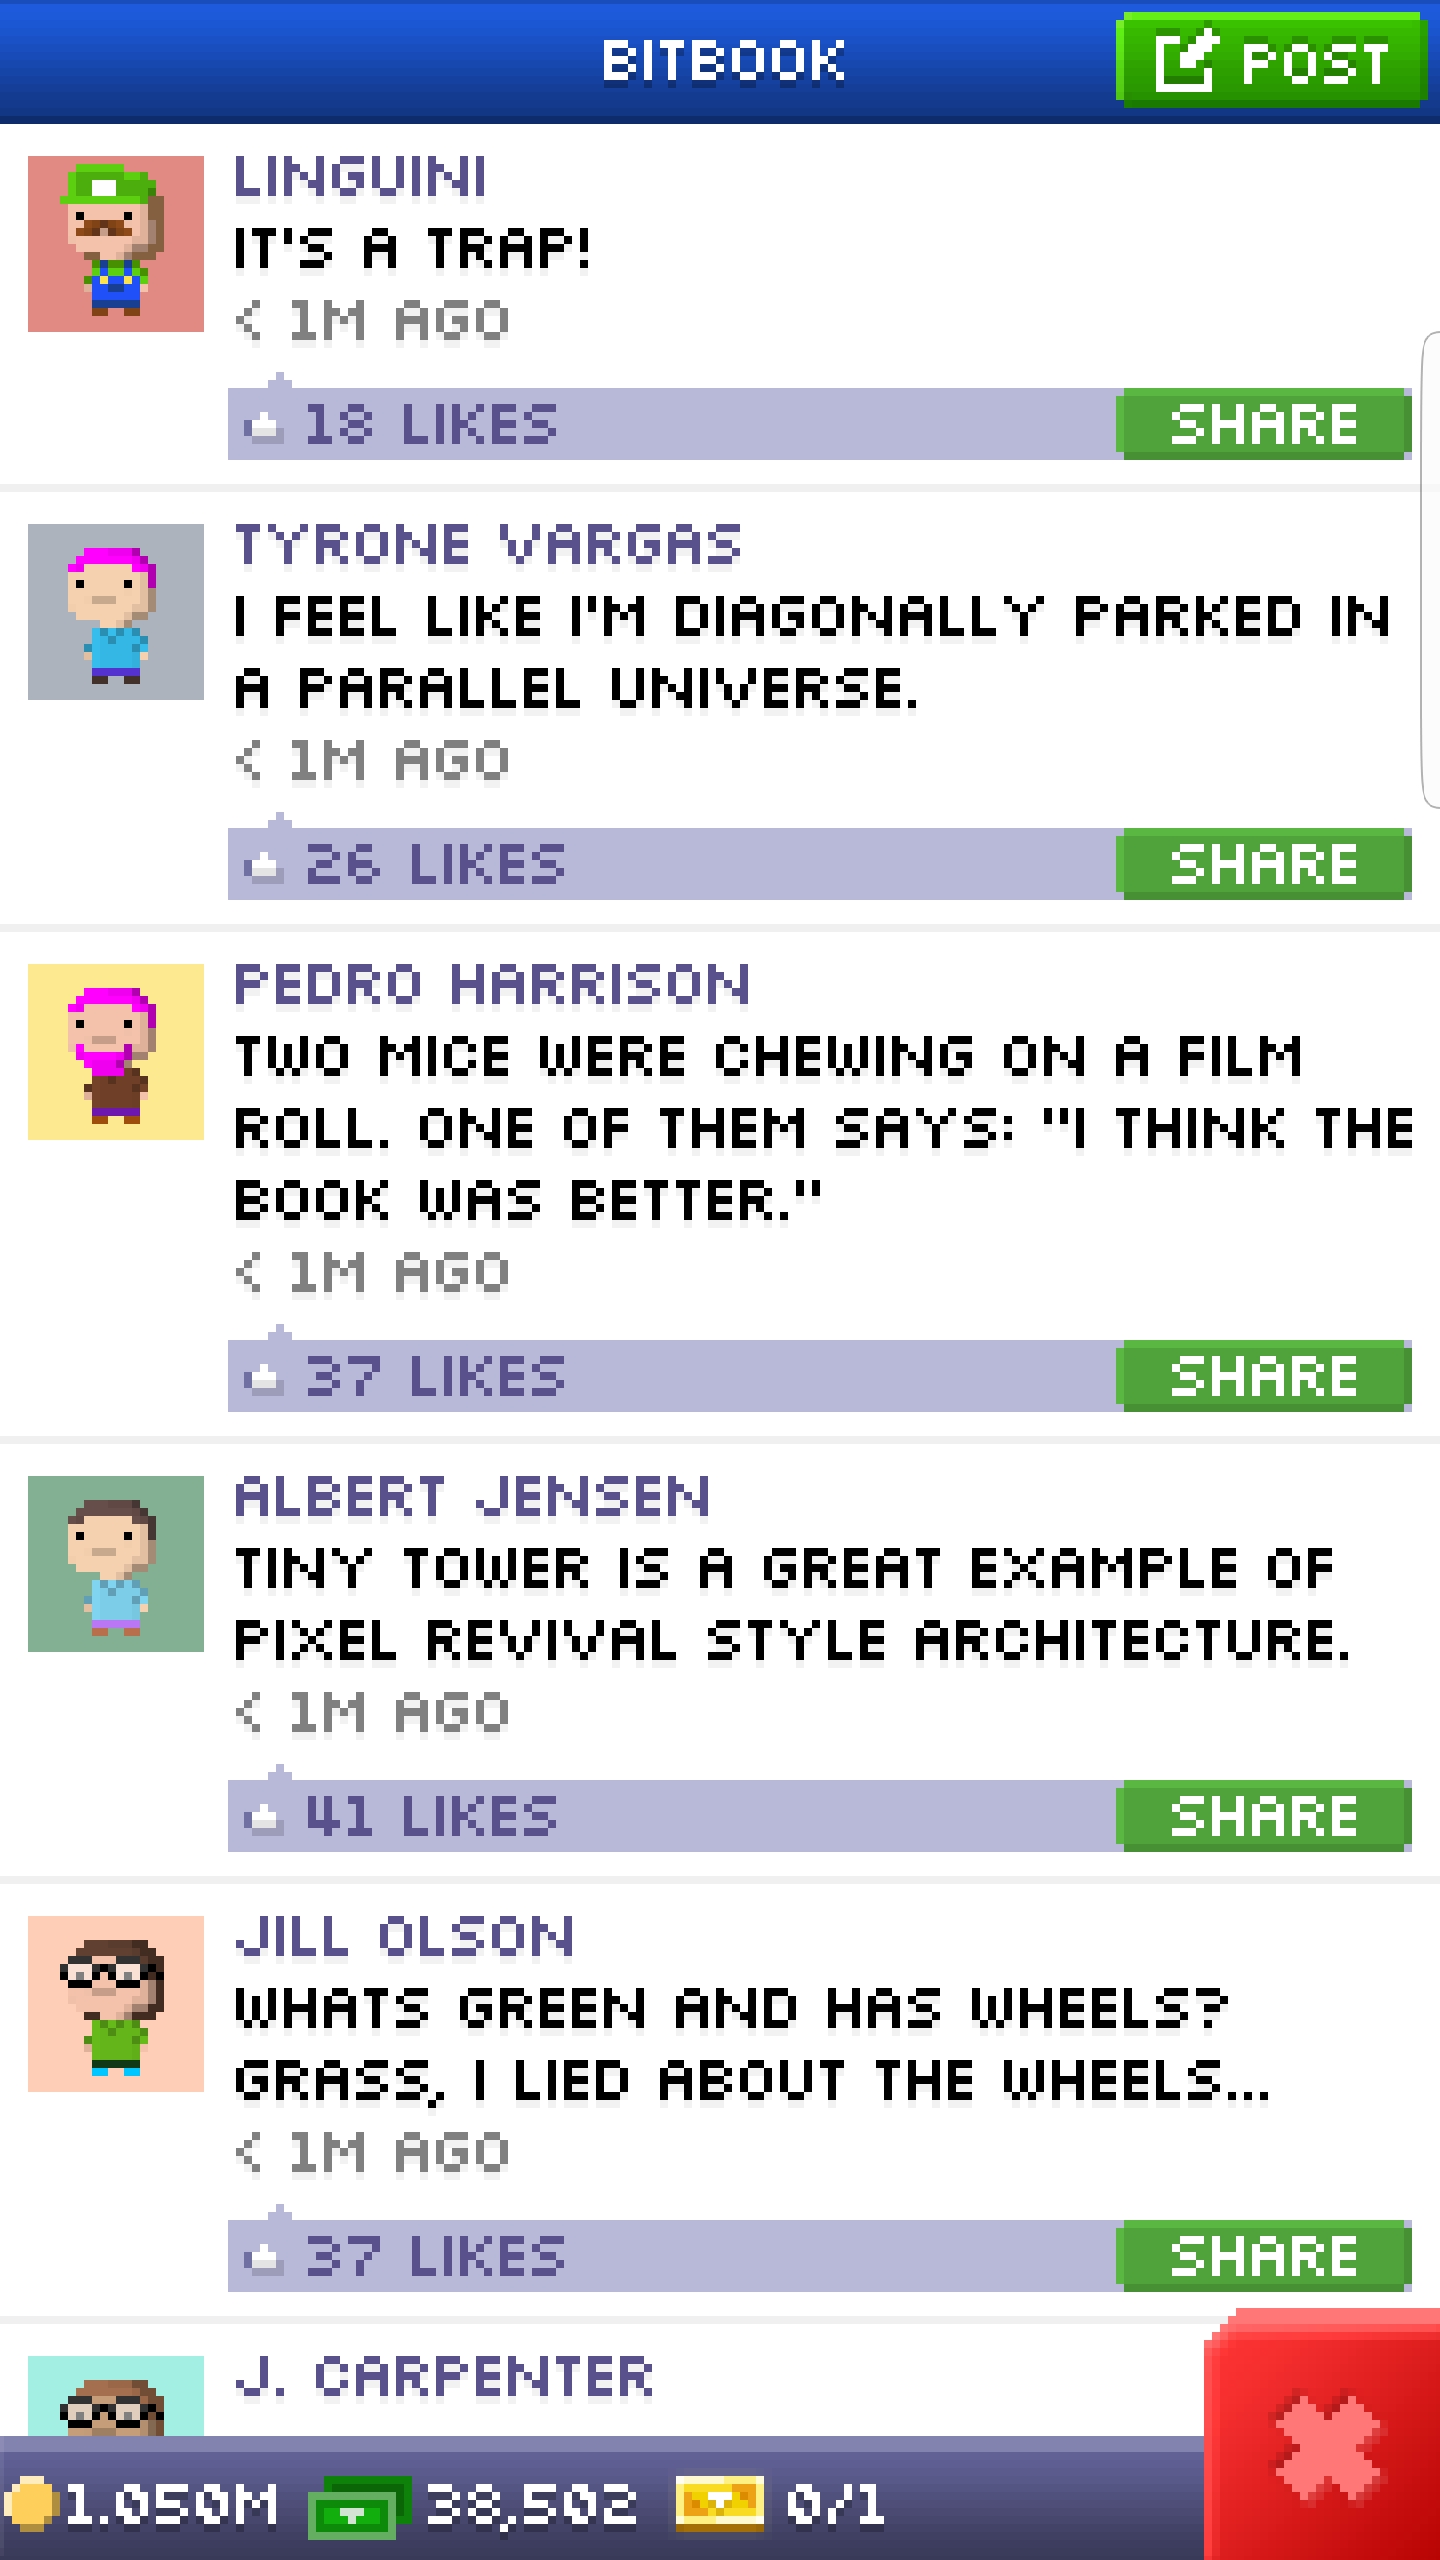 BITBOOK
POST
LINGUINI
IT'S A TRAP!
< 1M AGO
18 LIKES
SHARE
TYRONE VARGAS
I FEEL LIKE I'M DIAGONALLY PARKED IN
A PARALLEL UNIVERSE.
< 1M AGO
26 LIKES
SHARE
PEDRO HARRISON
TWO MICE WERE CHEWING ON A FILM
ROLL. ONE OF THEM SAYS: "I THINK THE
BOOK WAS BETTER."
< 1M AGO
37 LIKES
SHARE
ALBERT JENSEN
TINY TOWER IS A GREAT EXAMPLE OF
PIXEL REVIVAL STYLE ARCHITECTURE.
< 1M AGO
41 LIKES
SHARE
JILL OLSON
WHATS GREEN AND HAS WHEELS?
GRASS, I LIED ABOUT THE WHEELS...
< 1M AGO
37 LIKES
SHARE
J. CARPENTER
1.050M 38,502 0/1